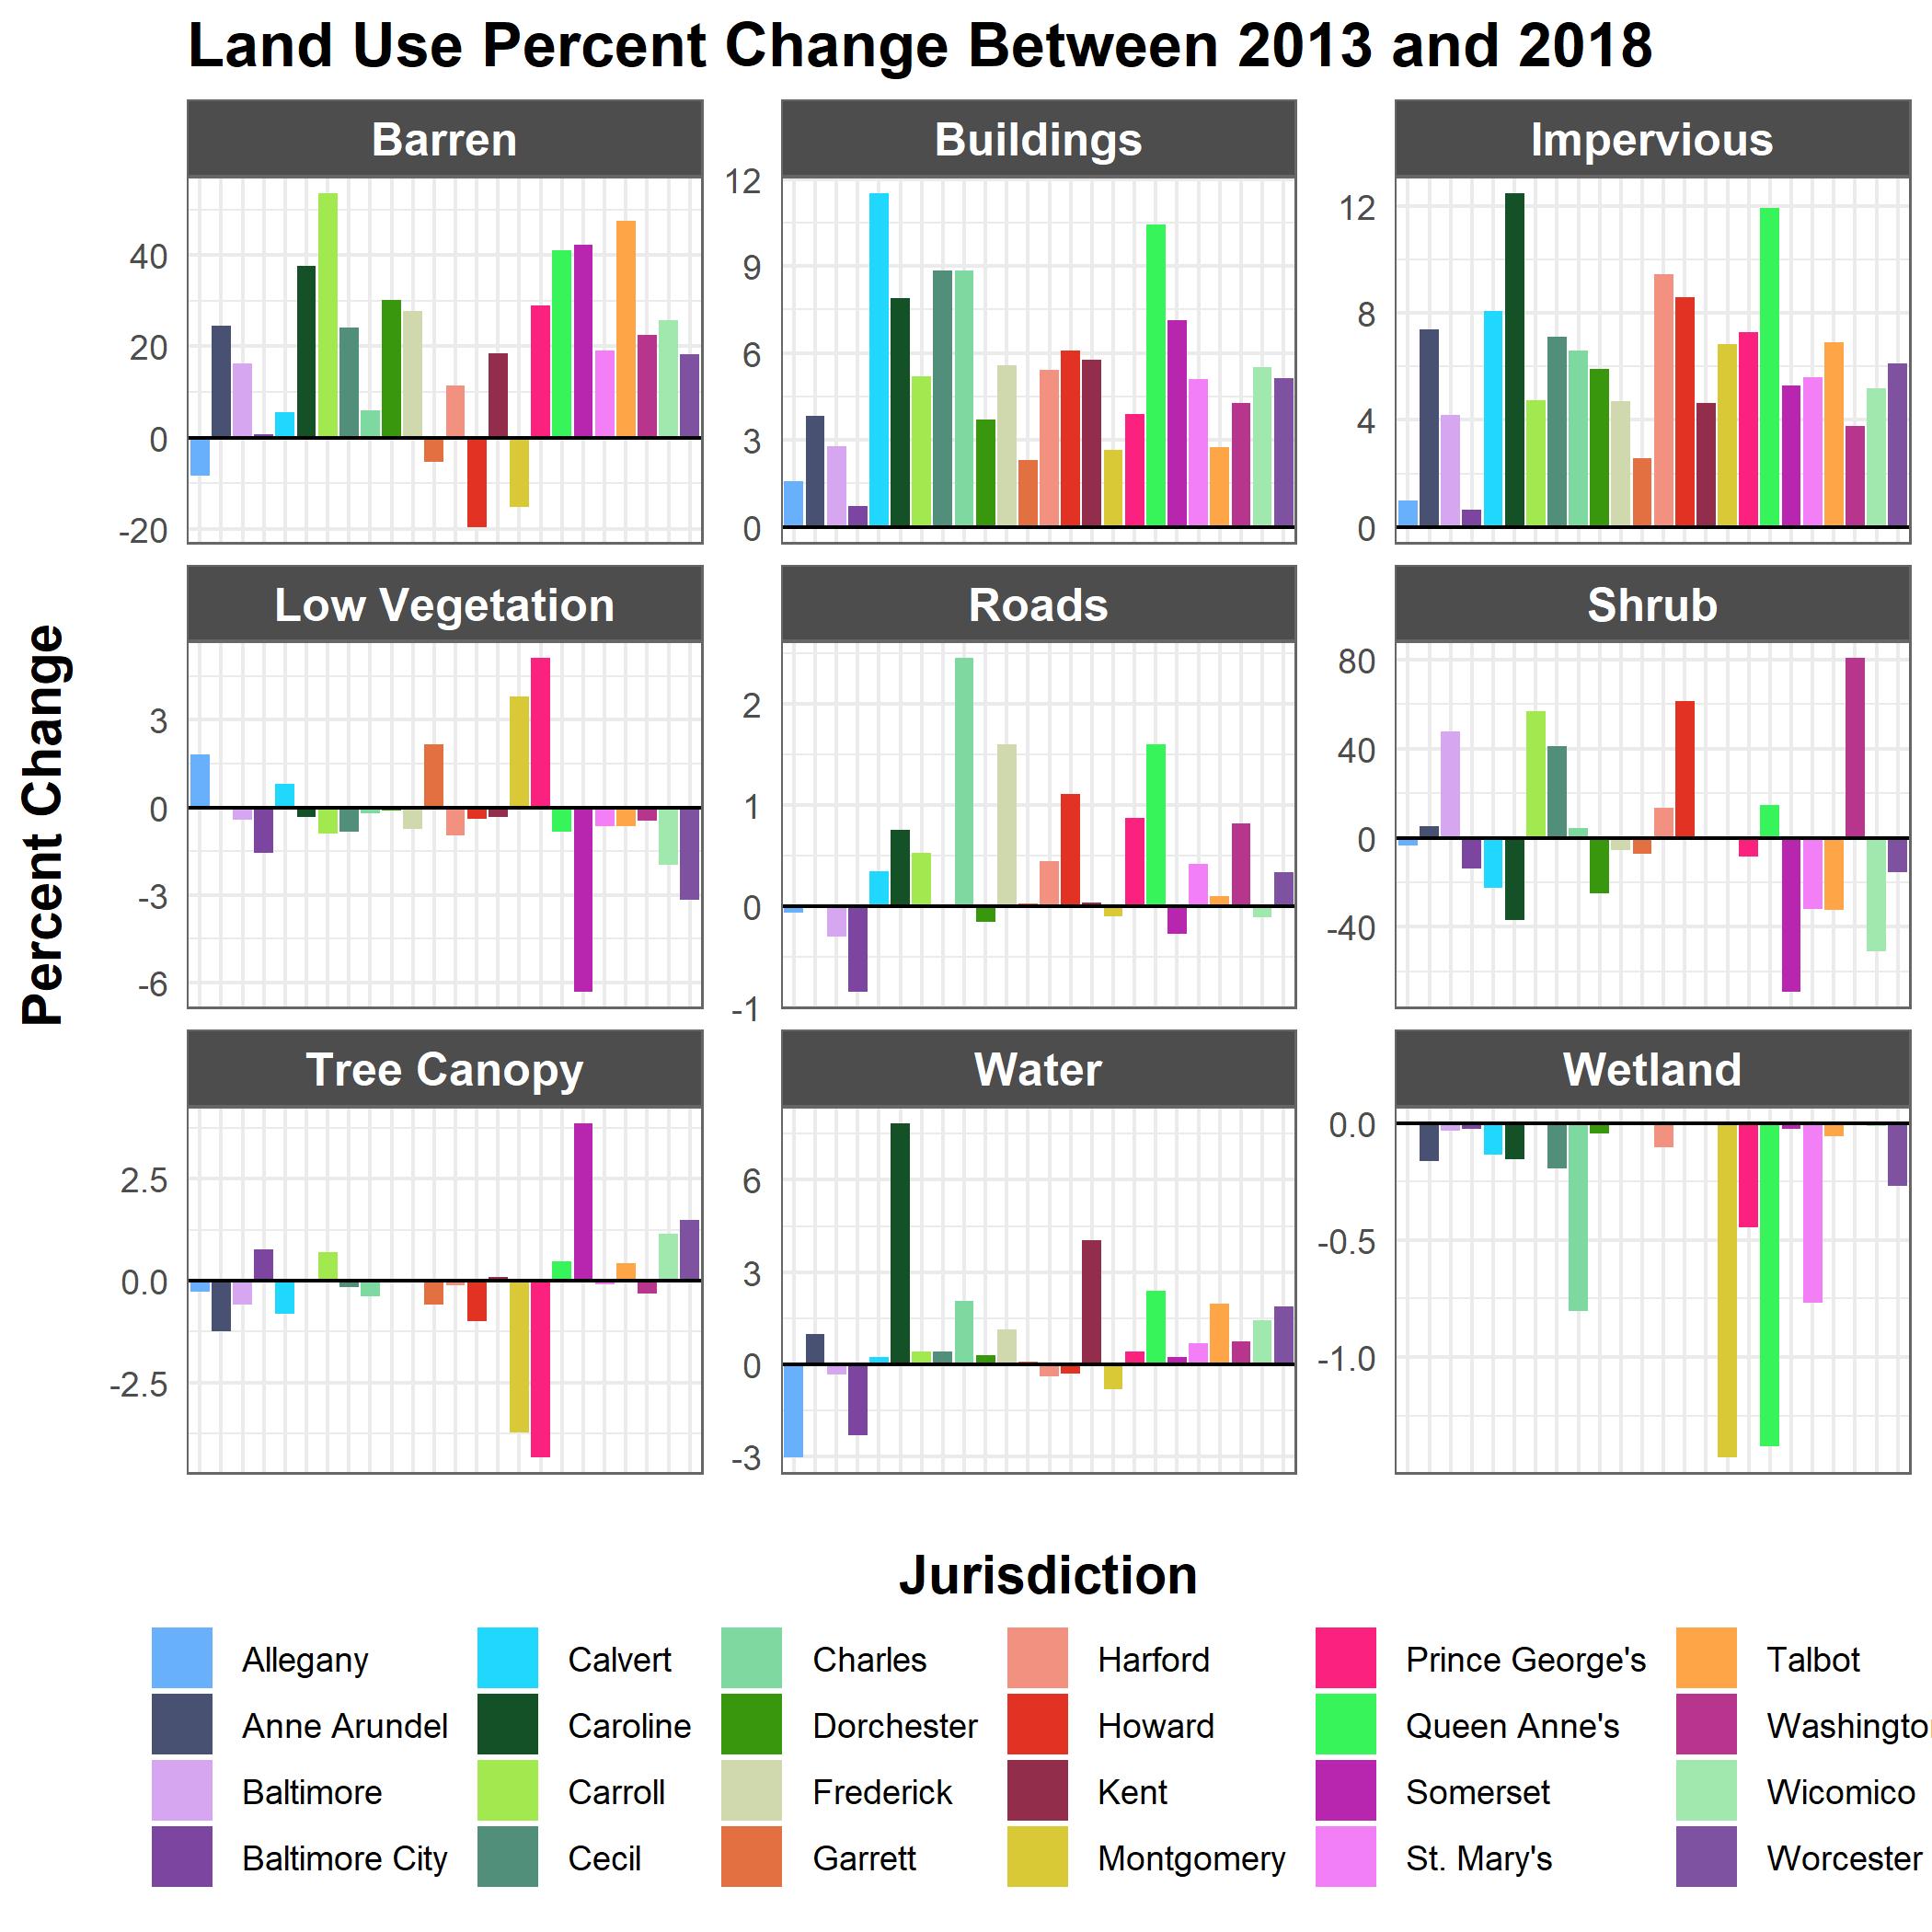 Land Use Percent Change Between 2013 and 2018
Barren
Buildings
Impervious
40
20
0
-20
12
9
6
3
0
12
8
4
0
Low Vegetation
Roads
Shrub
3
0
-3
-6
2
1
0
-1
80
40
0
-40
Tree Canopy
Water
Wetland
2.5
0.0
-2.5
6
3
0
-3
0.0
-0.5
-1.0
Percent Change
Jurisdiction
Allegany
Calvert
Charles
Harford
Prince George's
Talbot
Anne Arundel
Caroline
Dorchester
Howard
Queen Anne's
Washingto
Baltimore
Carroll
Frederick
Kent
Somerset
Wicomico
Baltimore City
Cecil
Garrett
Montgomery
St. Mary's
Worcester